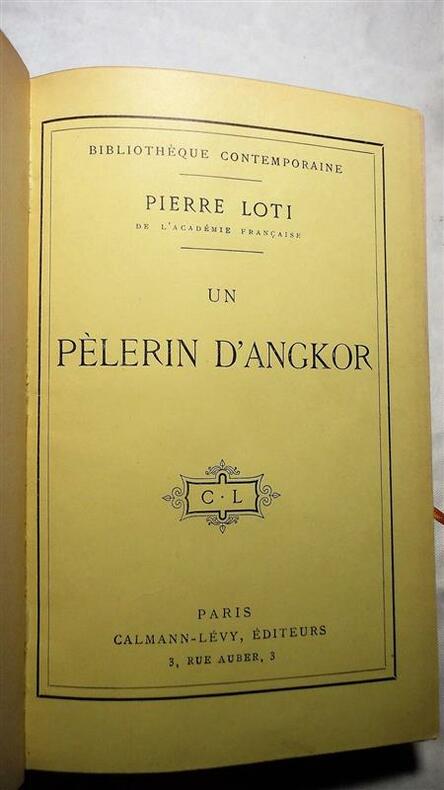 BIBLIOTHÈQUE CONTEMPORAINE
PIERRE LOTI
DE L'ACADÉMIE FRANÇAISE
UN
PÈLERIN D'ANGKOR
C · L
PARIS
CALMANN-LÉVY, ÉDITEURS
3, RUE AUBER, 3